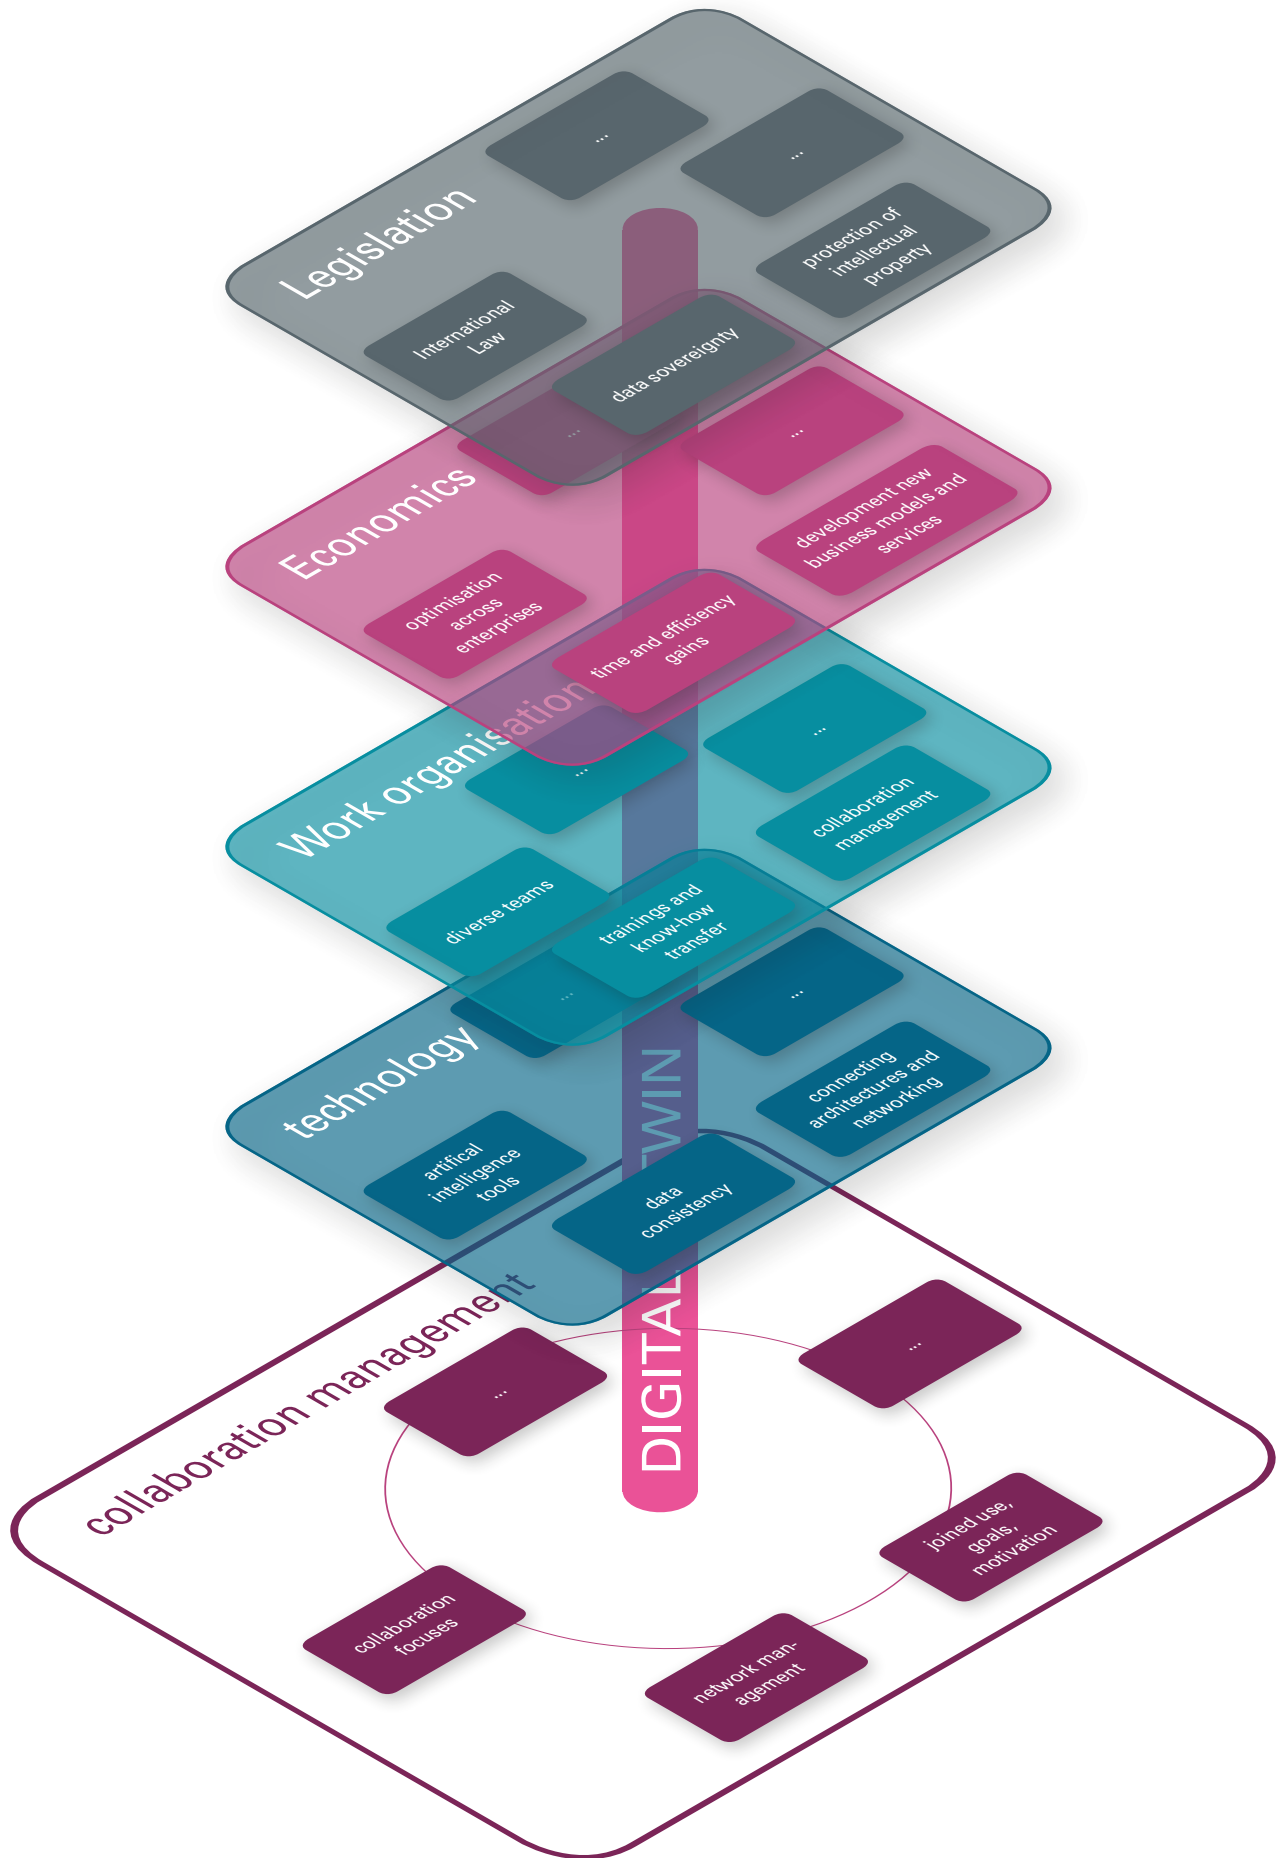 ...
...
Legislation
protection of
intellectual
property
International
Law
data sovereignty
...
...
Economics
development new
business models and
services
optimisation
across
enterprises
time and efficiency
gains
...
...
Work organisation
collaboration
management
diverse teams
trainings and
know-how
transfer
...
...
technology
connecting
architectures and
networking
artifical
intelligence
tools
data
consistency
DIGITAL TWIN
collaboration management
...
...
joined use,
goals,
motivation
collaboration
focuses
network man-
agement